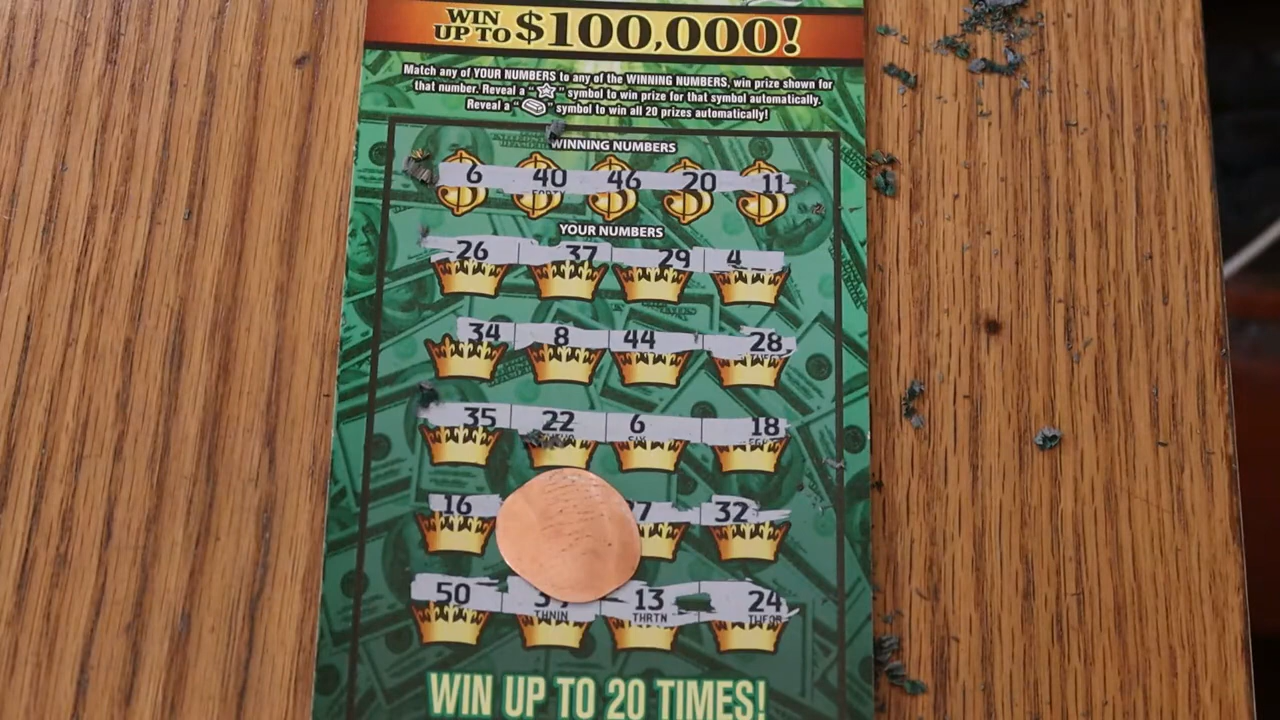 WIN UP TO $100,000!
Match any of YOUR NUMBERS to any of the WINNING NUMBERS, win prize shown for
that number. Reveal a " " symbol to win prize for that symbol automatically.
Reveal a " " symbol to win all 20 prizes automatically!
WINNING NUMBERS
6 40 46 20 11
YOUR NUMBERS
26 37 29 4
34 8 44 28
35 22 6 18
16 32
50 13 24
THNIN THRTN TWFOR
WIN UP TO 20 TIMES!